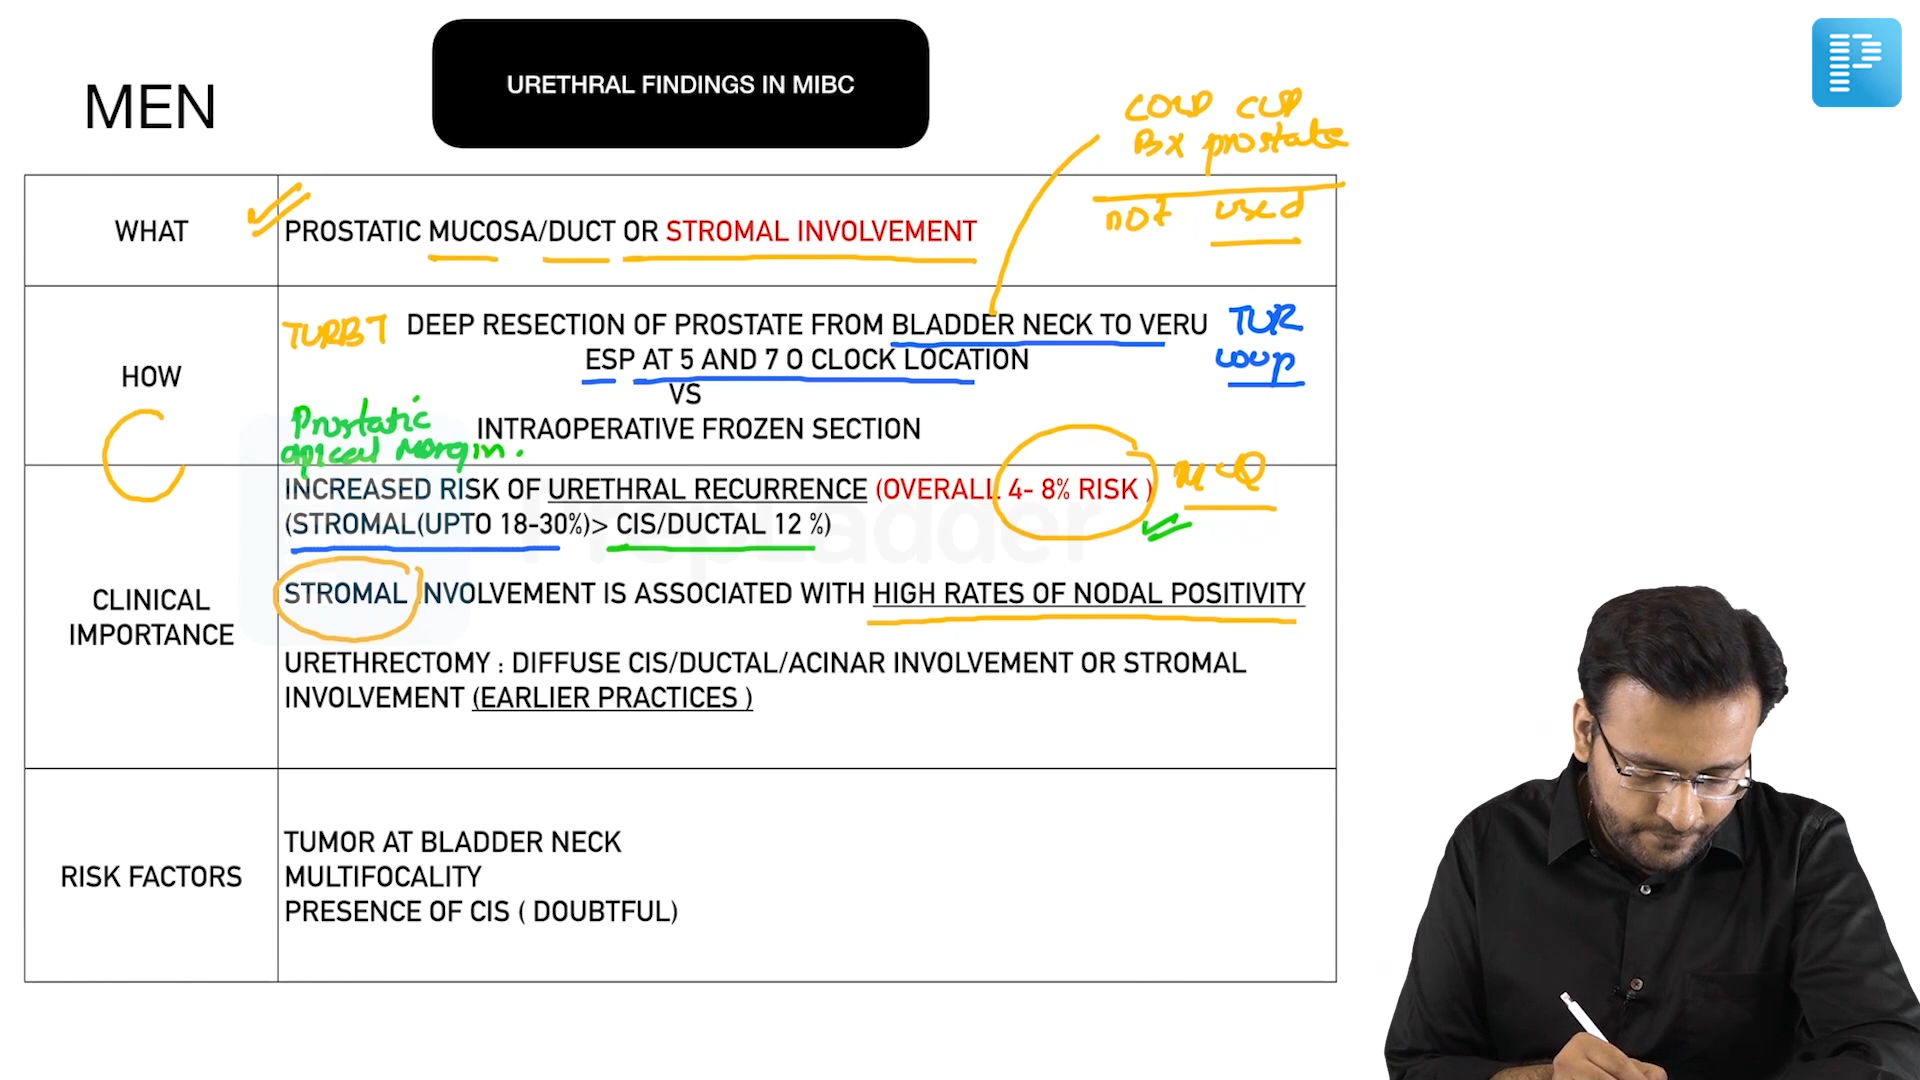 URETHRAL FINDINGS IN MIBC
MEN
COLD CUP
BX prostate
not used
WHAT
PROSTATIC MUCOSA/DUCT OR STROMAL INVOLVEMENT
HOW
TURBT DEEP RESECTION OF PROSTATE FROM BLADDER NECK TO VERU TUR
ESP AT 5 AND 7 O CLOCK LOCATION loop
VS
Prostatic
INTRAOPERATIVE FROZEN SECTION
apical Margin.
CLINICAL
IMPORTANCE
INCREASED RISK OF URETHRAL RECURRENCE (OVERALL 4- 8% RISK ) MCQ
(STROMAL(UPTO 18-30%)> CIS/DUCTAL 12 %)
STROMAL INVOLVEMENT IS ASSOCIATED WITH HIGH RATES OF NODAL POSITIVITY
URETHRECTOMY : DIFFUSE CIS/DUCTAL/ACINAR INVOLVEMENT OR STROMAL
INVOLVEMENT (EARLIER PRACTICES )
RISK FACTORS
TUMOR AT BLADDER NECK
MULTIFOCALITY
PRESENCE OF CIS ( DOUBTFUL)
PrepLadder